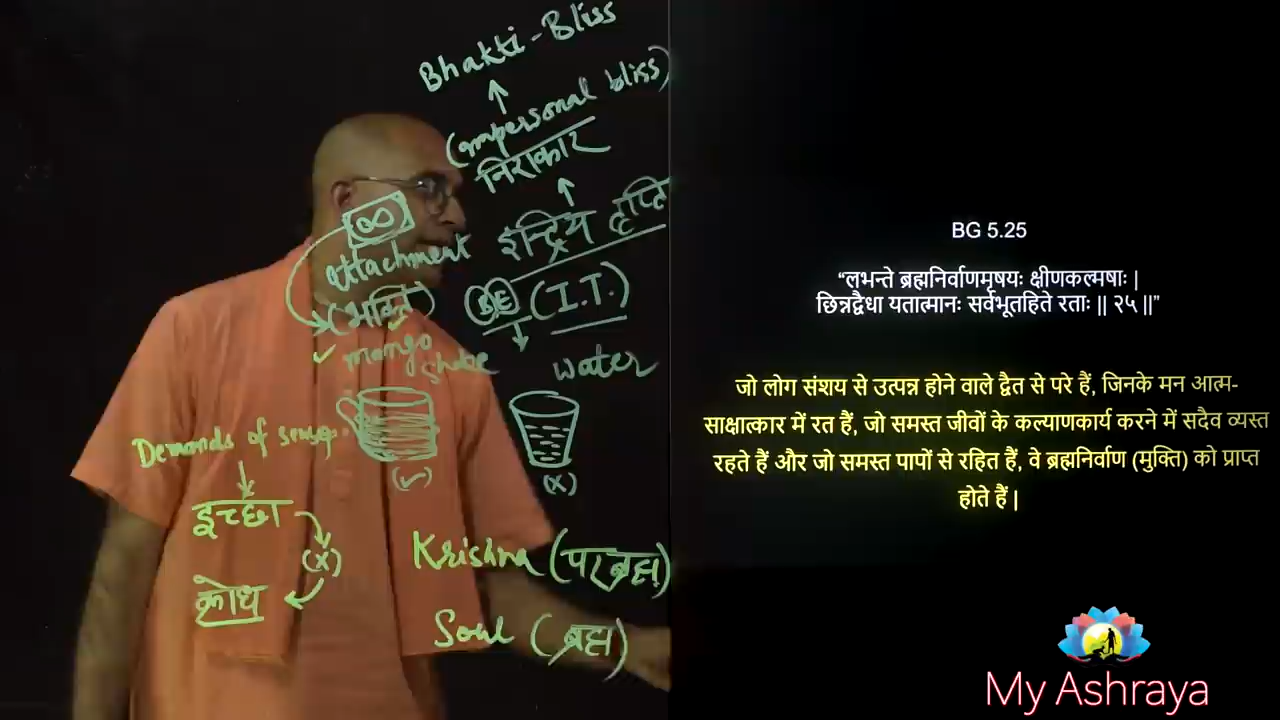 Bhakti-Bliss
(impersonal bliss)
निराकार
इन्द्रिय तृप्ति
∞
attachment
(भक्ति)
BE (I.T.)
✓ mango shake
water
Demands of senses
(✓)
(x)
इच्छा
(x)
क्रोध
Krishna (परब्रह्म)
Soul (ब्रह्म)
BG 5.25
“लभन्ते ब्रह्मनिर्वाणमृषयः क्षीणकल्मषाः |
छिन्नद्वैधा यतात्मानः सर्वभूतहिते रताः || २५ ||”
जो लोग संशय से उत्पन्न होने वाले द्वैत से परे हैं, जिनके मन आत्म-
साक्षात्कार में रत हैं, जो समस्त जीवों के कल्याणकार्य करने में सदैव व्यस्त
रहते हैं और जो समस्त पापों से रहित हैं, वे ब्रह्मनिर्वाण (मुक्ति) को प्राप्त
होते हैं |
My Ashraya